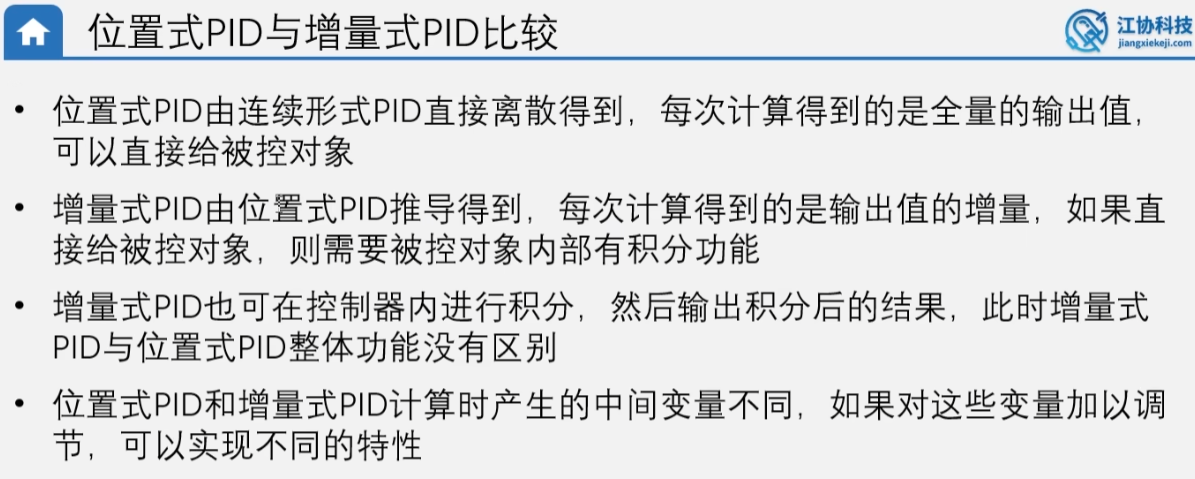 位置式PID与增量式PID比较
江协科技
jiangxiekeji.com
• 位置式PID由连续形式PID直接离散得到，每次计算得到的是全量的输出值，
可以直接给被控对象
• 增量式PID由位置式PID推导得到，每次计算得到的是输出值的增量，如果直
接给被控对象，则需要被控对象内部有积分功能
• 增量式PID也可在控制器内进行积分，然后输出积分后的结果，此时增量式
PID与位置式PID整体功能没有区别
• 位置式PID和增量式PID计算时产生的中间变量不同，如果对这些变量加以调
节，可以实现不同的特性